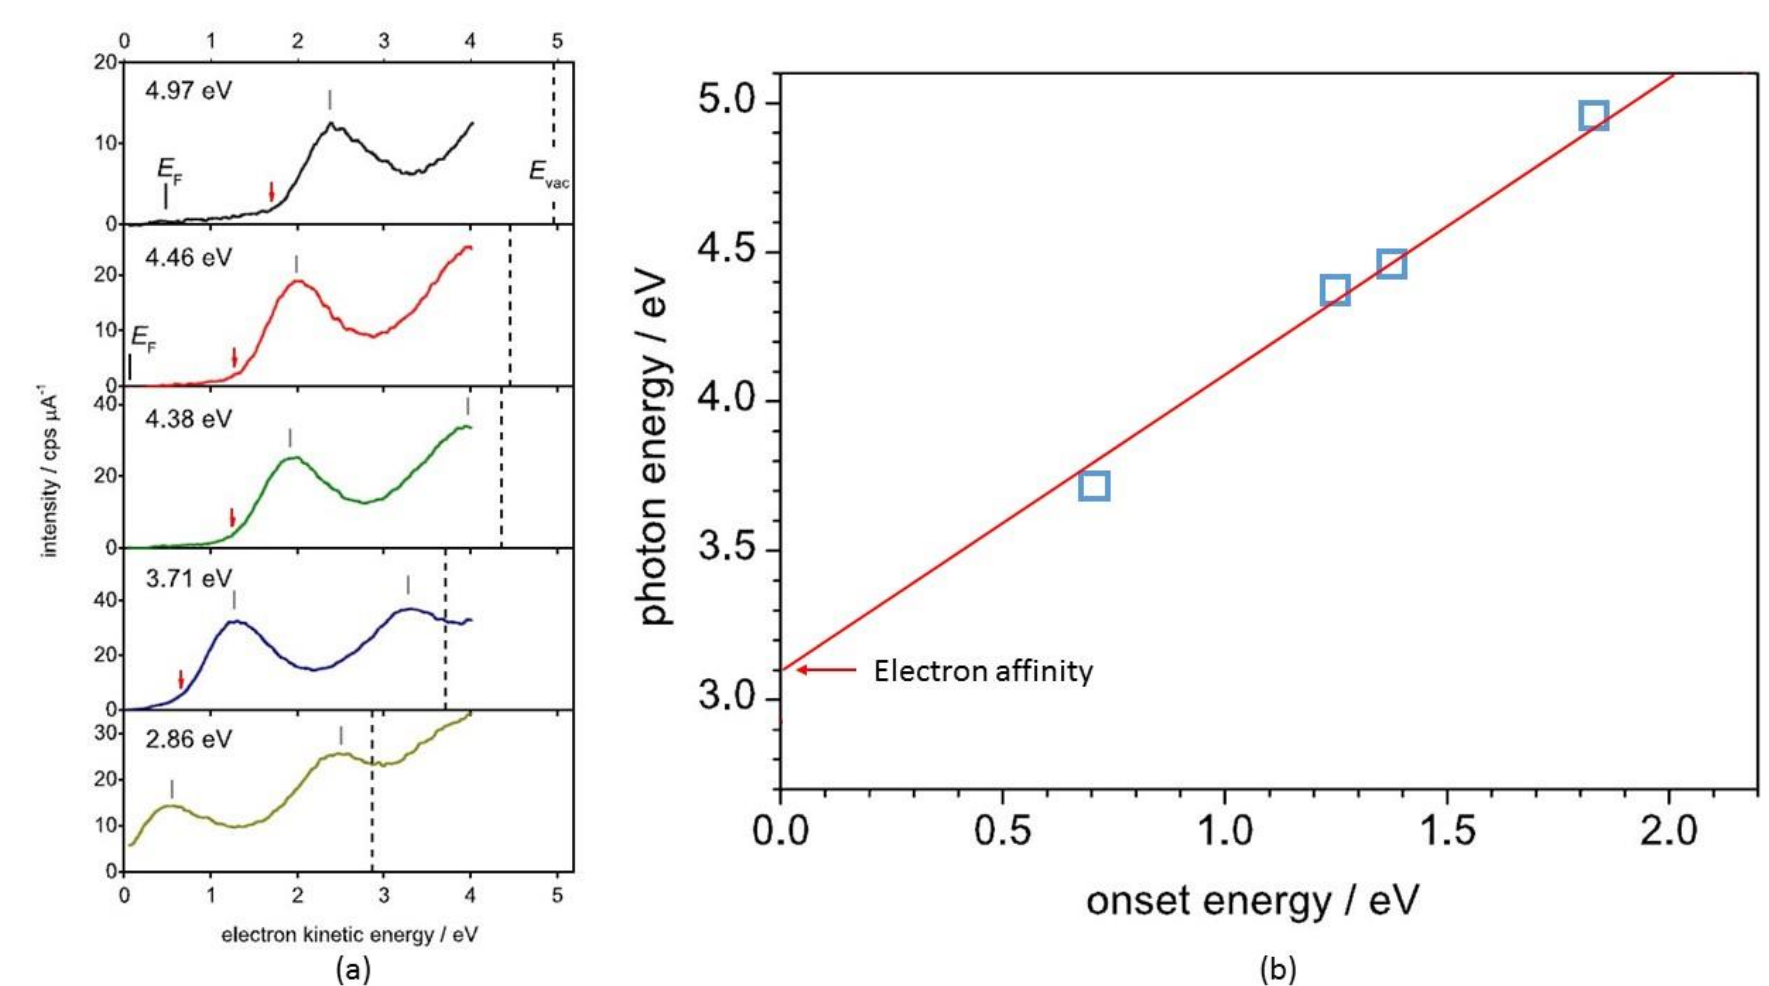 0 1 2 3 4 5
20
4.97 eV
10
E_F
E_vac
0
4.46 eV
20
10
E_F
0
40
4.38 eV
20
0
3.71 eV
40
20
0
2.86 eV
30
20
10
0
0 1 2 3 4 5
intensity / cps μA⁻¹
electron kinetic energy / eV
(a)
5.0
4.5
4.0
3.5
3.0
photon energy / eV
Electron affinity
0.0 0.5 1.0 1.5 2.0
onset energy / eV
(b)